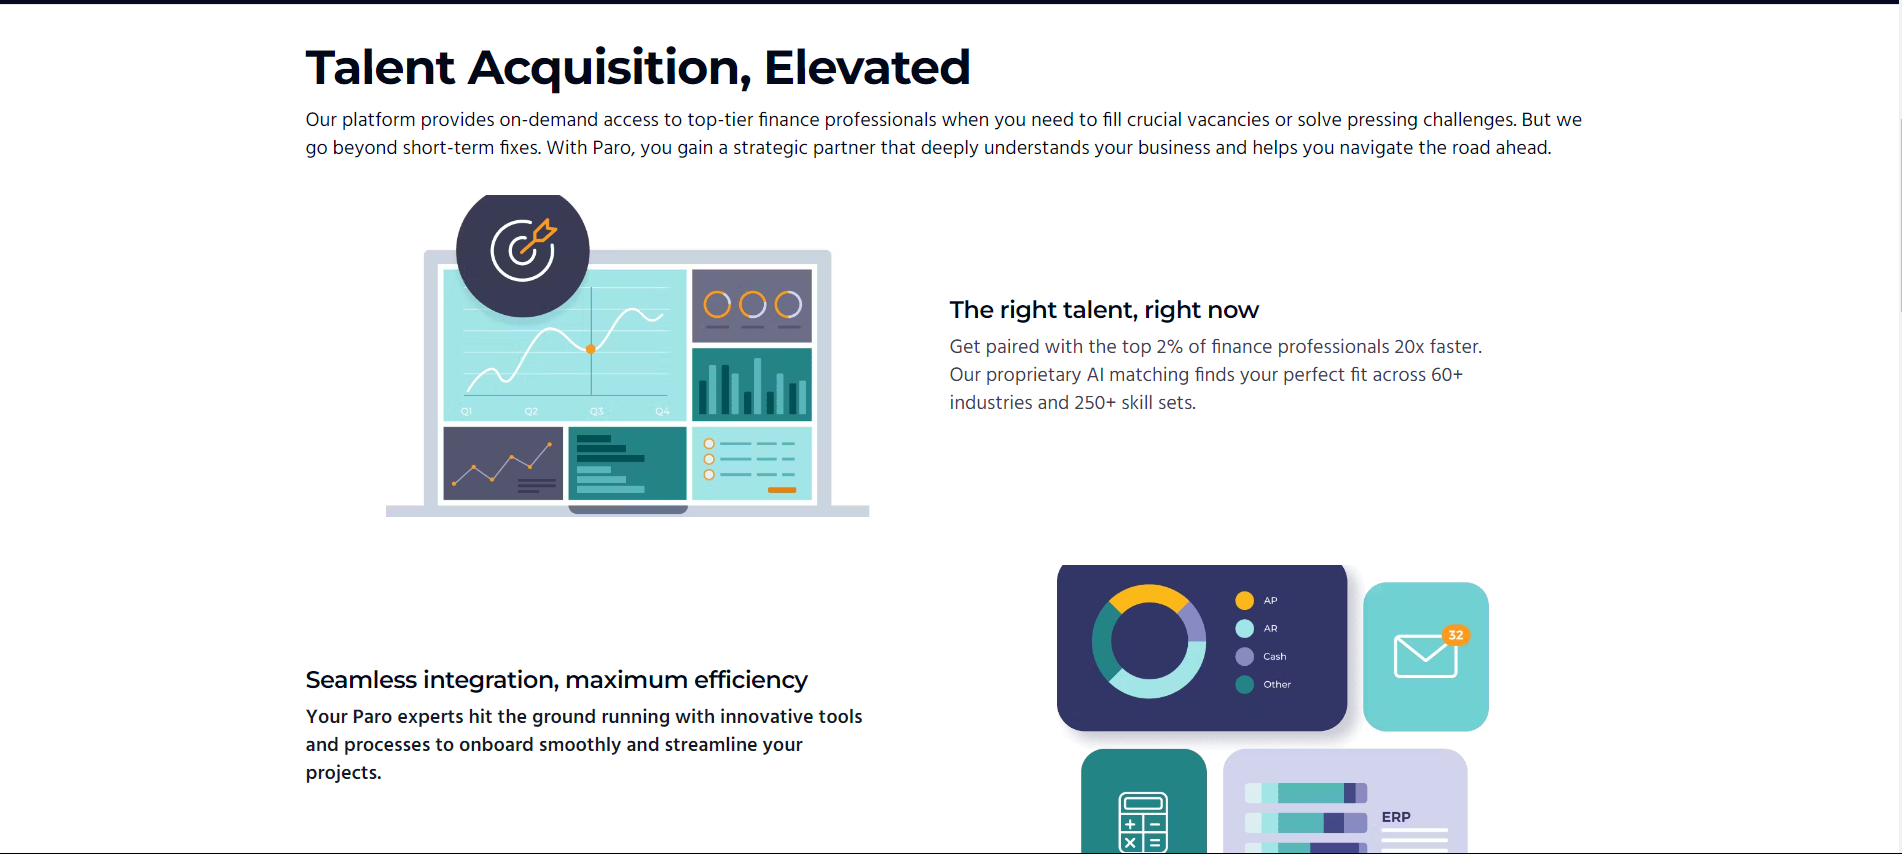 Talent Acquisition, Elevated
Our platform provides on-demand access to top-tier finance professionals when you need to fill crucial vacancies or solve pressing challenges. But we
go beyond short-term fixes. With Paro, you gain a strategic partner that deeply understands your business and helps you navigate the road ahead.
Q1 Q2 Q3 Q4
The right talent, right now
Get paired with the top 2% of finance professionals 20x faster.
Our proprietary AI matching finds your perfect fit across 60+
industries and 250+ skill sets.
Seamless integration, maximum efficiency
Your Paro experts hit the ground running with innovative tools
and processes to onboard smoothly and streamline your
projects.
AP
AR
Cash
Other
32
ERP